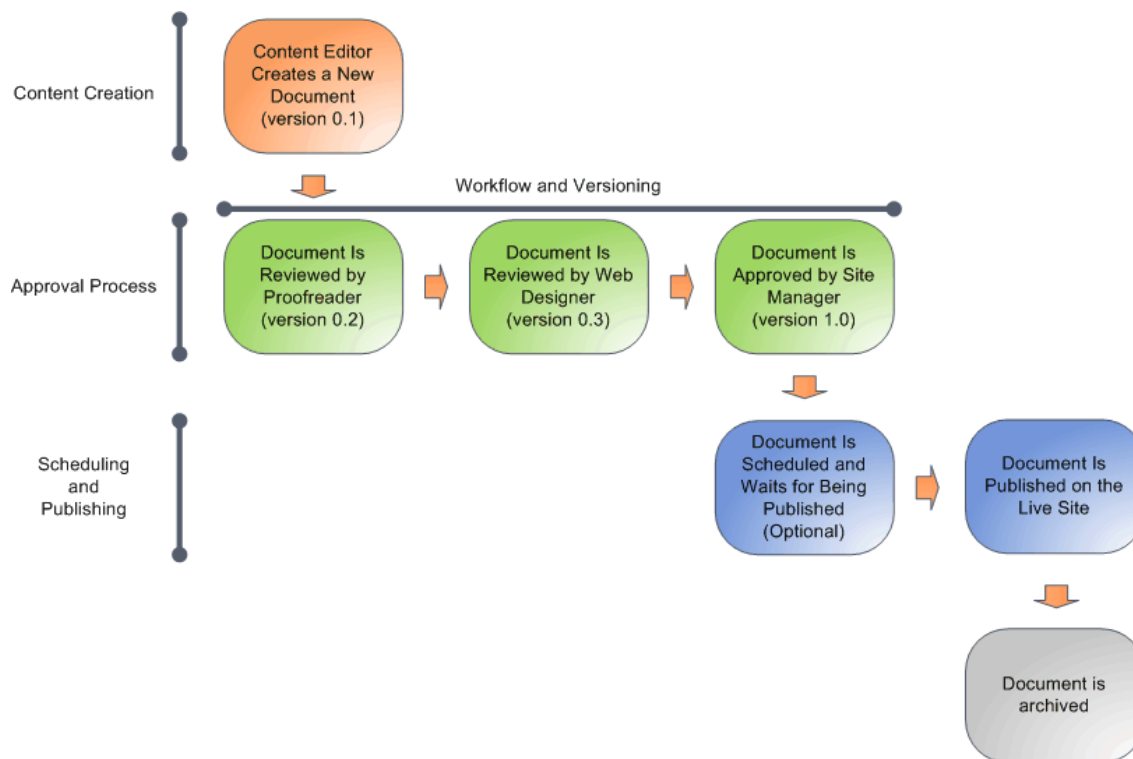 Content Creation
Content Editor
Creates a New
Document
(version 0.1)
Workflow and Versioning
Approval Process
Document Is
Reviewed by
Proofreader
(version 0.2)
Document Is
Reviewed by Web
Designer
(version 0.3)
Document Is
Approved by Site
Manager
(version 1.0)
Scheduling
and
Publishing
Document Is
Scheduled and
Waits for Being
Published
(Optional)
Document Is
Published on the
Live Site
Document is
archived